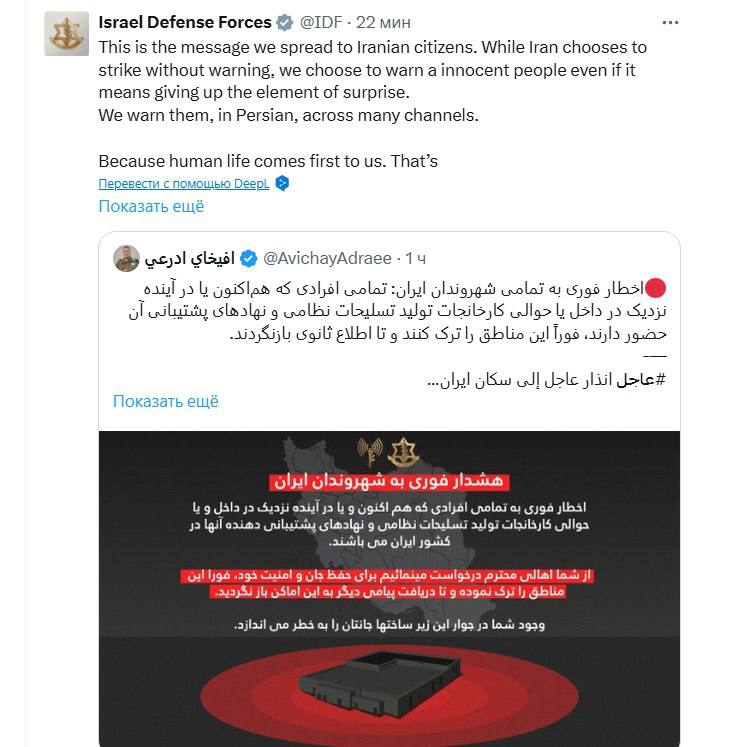 Israel Defense Forces @IDF · 22 мин
This is the message we spread to Iranian citizens. While Iran chooses to
strike without warning, we choose to warn a innocent people even if it
means giving up the element of surprise.
We warn them, in Persian, across many channels.
Because human life comes first to us. That’s
Перевести с помощью DeepL
Показать ещё
افيخاي ادرعي @AvichayAdraee · 1 ч
🔴اخطار فوری به تمامی شهروندان ایران: تمامی افرادی که هم‌اکنون یا در آینده
نزدیک در داخل یا حوالی کارخانجات تولید تسلیحات نظامی و نهادهای پشتیبانی آن
حضور دارند، فوراً این مناطق را ترک کنند و تا اطلاع ثانوی بازنگردند.
——
#عاجل انذار عاجل إلى سكان ايران...
Показать ещё
هشدار فوری به شهروندان ایران
اخطار فوری به تمامی افرادی که هم اکنون و یا در آینده نزدیک در داخل و یا
حوالی کارخانجات تولید تسلیحات نظامی و نهادهای پشتیبانی دهنده آنها در
کشور ایران می باشند.
از شما اهالی محترم درخواست مینمائیم برای حفظ جان و امنیت خود، فورا این
مناطق را ترک نموده و تا دریافت پیامی دیگر به این اماکن باز نگردید.
وجود شما در جوار این زیر ساختها جانتان را به خطر می اندازد.